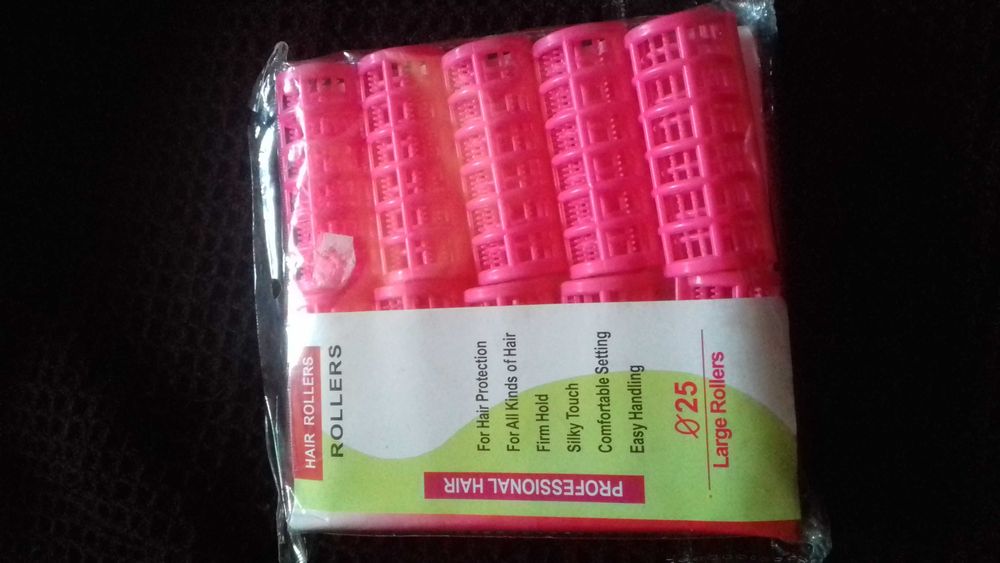 HAIR ROLLERS
ROLLERS
For Hair Protection
For All Kinds of Hair
Firm Hold
Silky Touch
Comfortable Setting
Easy Handling
Ø25
Large Rollers
PROFESSIONAL HAIR